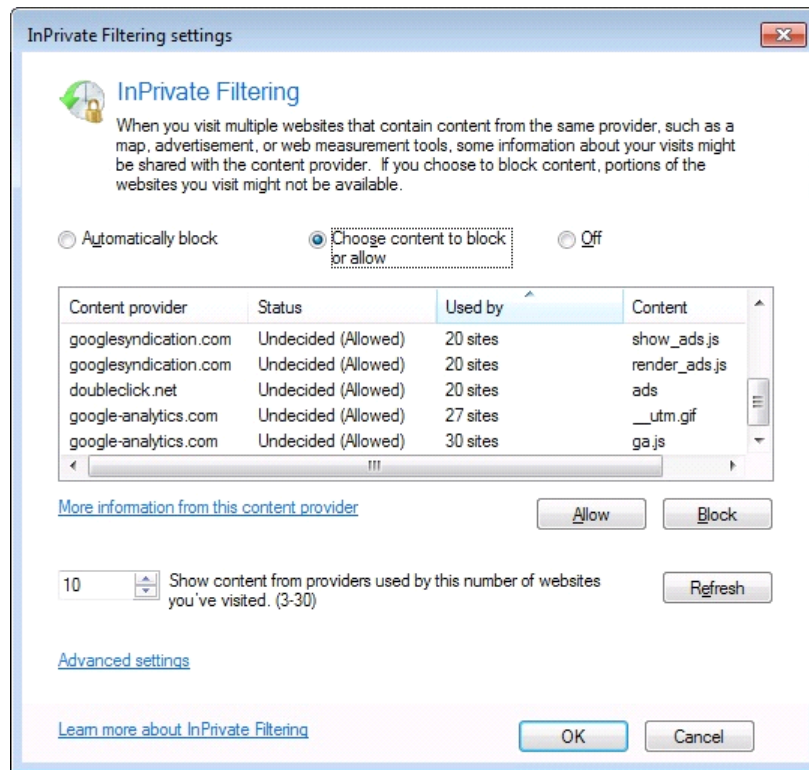 InPrivate Filtering settings
InPrivate Filtering
When you visit multiple websites that contain content from the same provider, such as a
map, advertisement, or web measurement tools, some information about your visits might
be shared with the content provider. If you choose to block content, portions of the
websites you visit might not be available.
Automatically block
Choose content to block
or allow
Off
Content provider Status Used by Content
googlesyndication.com Undecided (Allowed) 20 sites show_ads.js
googlesyndication.com Undecided (Allowed) 20 sites render_ads.js
doubleclick.net Undecided (Allowed) 20 sites ads
google-analytics.com Undecided (Allowed) 27 sites __utm.gif
google-analytics.com Undecided (Allowed) 30 sites ga.js
More information from this content provider
Allow Block
10 Show content from providers used by this number of websites
you've visited. (3-30)
Refresh
Advanced settings
Learn more about InPrivate Filtering
OK Cancel